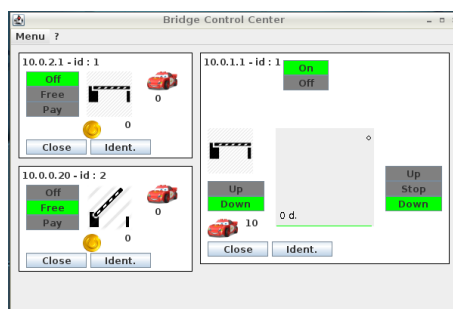 Bridge Control Center
Menu ?
10.0.2.1 - id : 1
Off
Free
Pay
0
0
Close Ident.
10.0.0.20 - id : 2
Off
Free
Pay
0
0
Close Ident.
10.0.1.1 - id : 1
On
Off
Up
Down
10
0 d.
Up
Stop
Down
Close Ident.